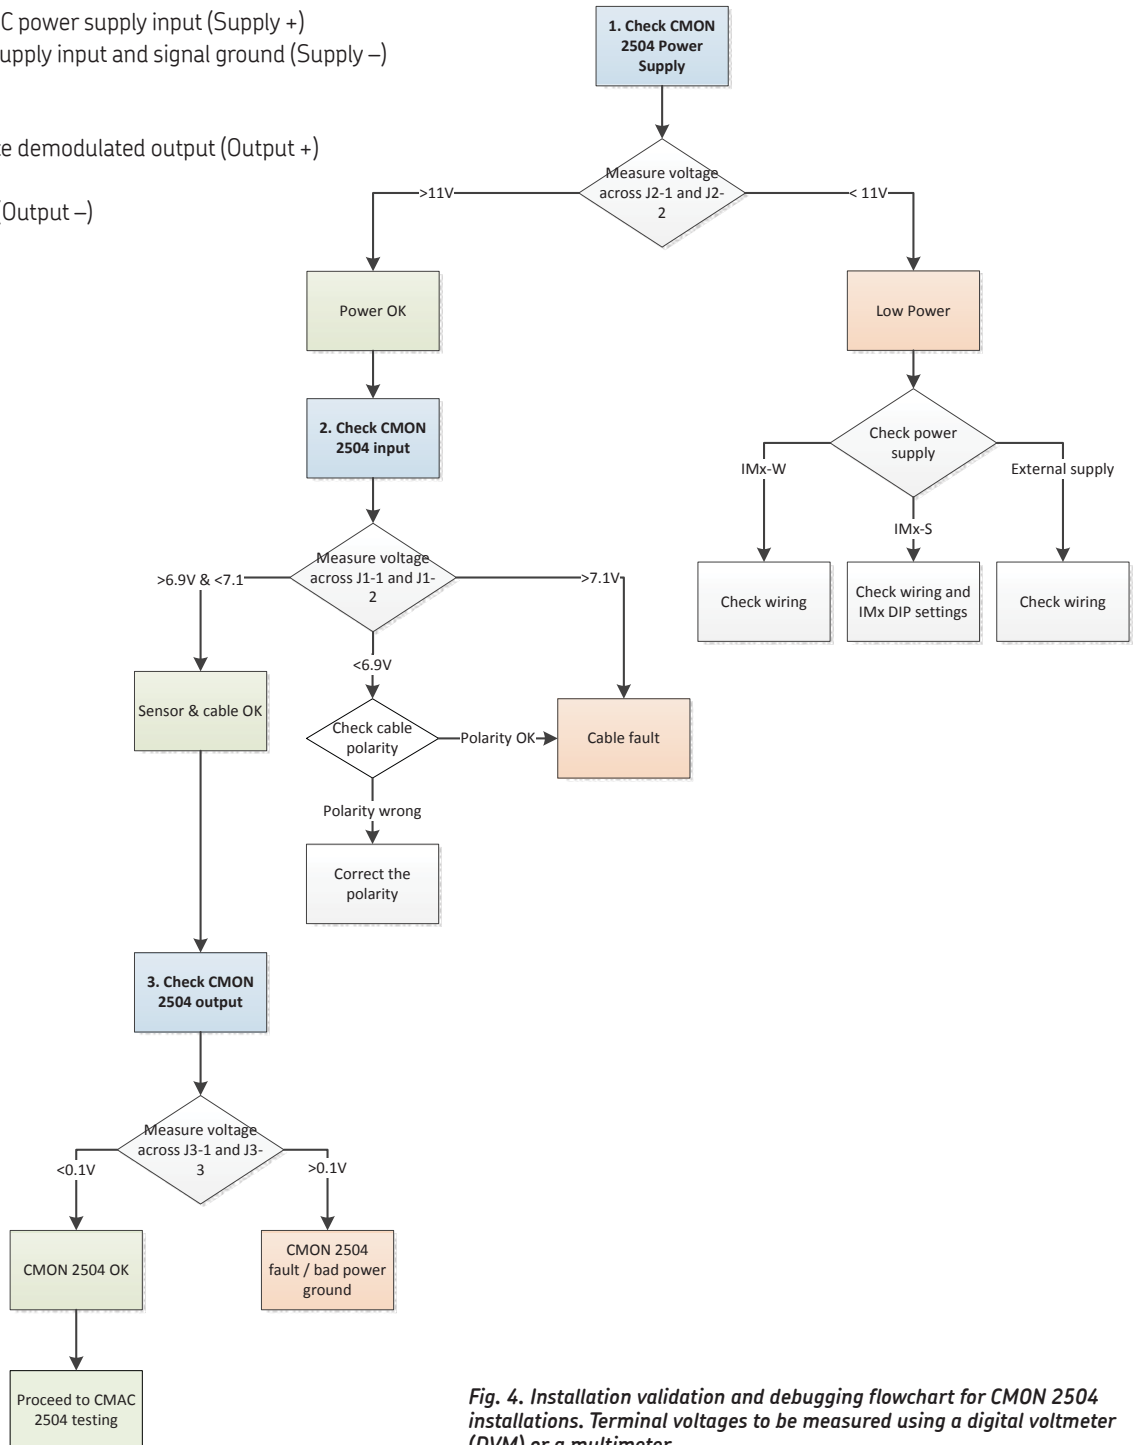 C power supply input (Supply +)
supply input and signal ground (Supply –)
e demodulated output (Output +)
(Output –)
1. Check CMON
2504 Power
Supply
Measure voltage
across J2-1 and J2-
2
>11V
< 11V
Power OK
Low Power
2. Check CMON
2504 input
Check power
supply
IMx-W
External supply
IMx-S
Measure voltage
across J1-1 and J1-
2
>6.9V & <7.1
>7.1V
Check wiring
Check wiring and
IMx DIP settings
Check wiring
<6.9V
Sensor & cable OK
Check cable
polarity
Polarity OK
Cable fault
Polarity wrong
Correct the
polarity
3. Check CMON
2504 output
Measure voltage
across J3-1 and J3-
3
<0.1V
>0.1V
CMON 2504 OK
CMON 2504
fault / bad power
ground
Proceed to CMAC
2504 testing
Fig. 4. Installation validation and debugging flowchart for CMON 2504
installations. Terminal voltages to be measured using a digital voltmeter
(DVM) or a multimeter